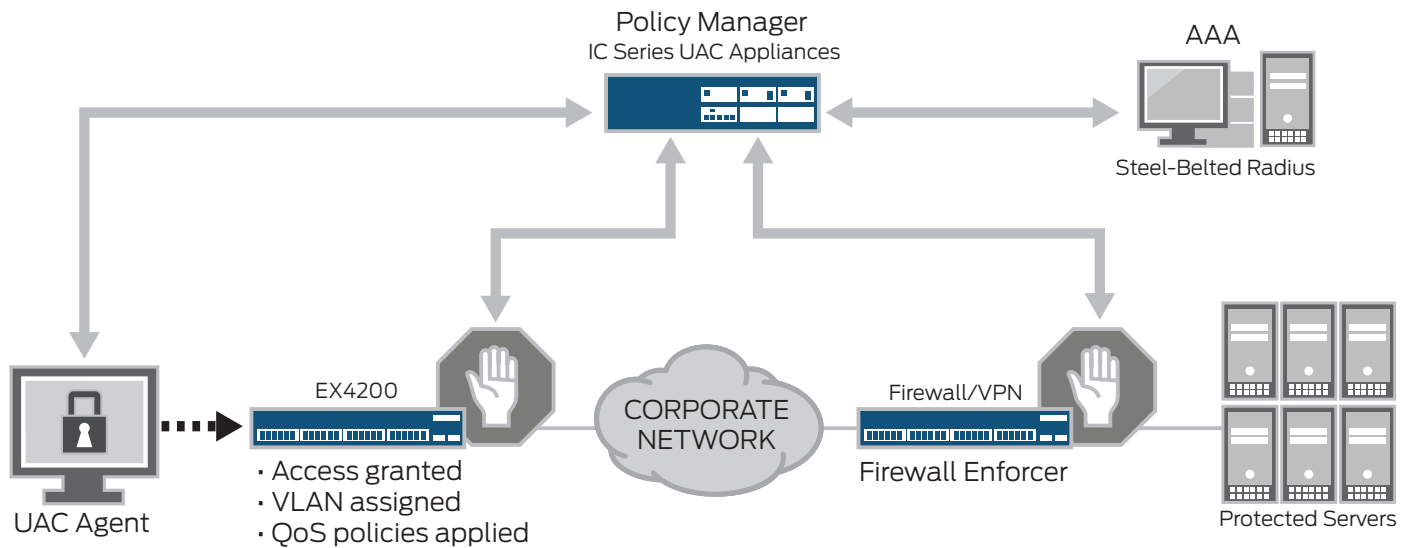 Policy Manager
IC Series UAC Appliances
AAA
Steel-Belted Radius
EX4200
Firewall/VPN
CORPORATE
NETWORK
· Access granted
· VLAN assigned
· QoS policies applied
Firewall Enforcer
UAC Agent
Protected Servers